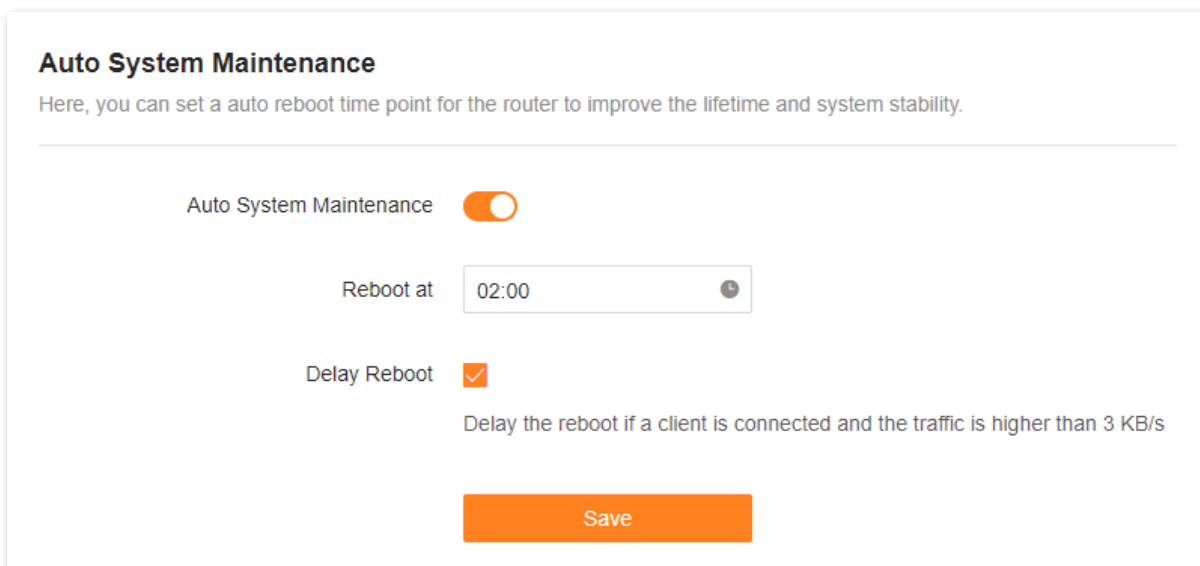 Auto System Maintenance
Here, you can set a auto reboot time point for the router to improve the lifetime and system stability.
Auto System Maintenance
Reboot at 02:00
Delay Reboot
Delay the reboot if a client is connected and the traffic is higher than 3 KB/s
Save